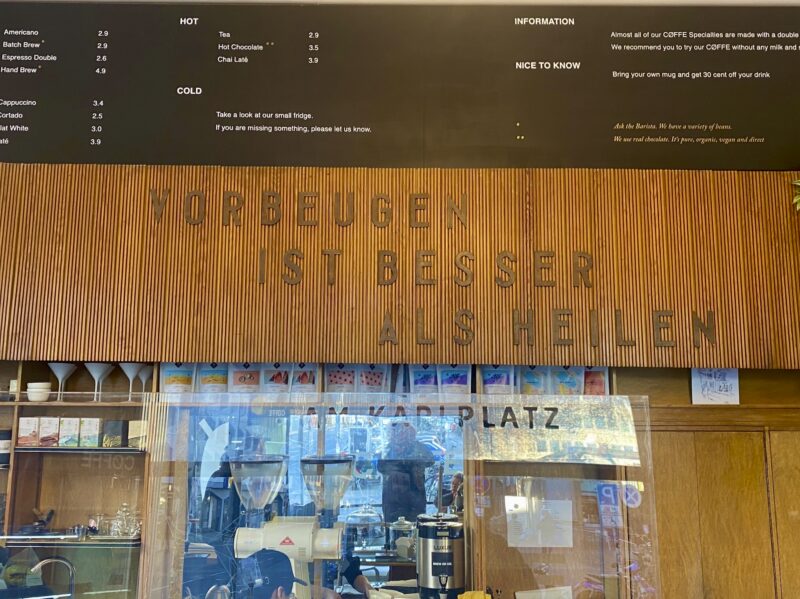 Americano 2.9
Batch Brew * 2.9
Espresso Double 2.6
Hand Brew * 4.9
Cappuccino 3.4
Cortado 2.5
Flat White 3.0
3.9
HOT
Tea 2.9
Hot Chocolate ** 3.5
Chai Laté 3.9
COLD
Take a look at our small fridge.
If you are missing something, please let us know.
INFORMATION
Almost all of our CØFFE Specialties are made with a double
We recommend you to try our CØFFE without any milk and
NICE TO KNOW
Bring your own mug and get 30 cent off your drink
* Ask the Barista. We have a variety of beans.
** We use real chocolate. It's pure, organic, vegan and direct
VORBEUGEN
IST BESSER
ALS HEILEN
AM KARLPLATZ